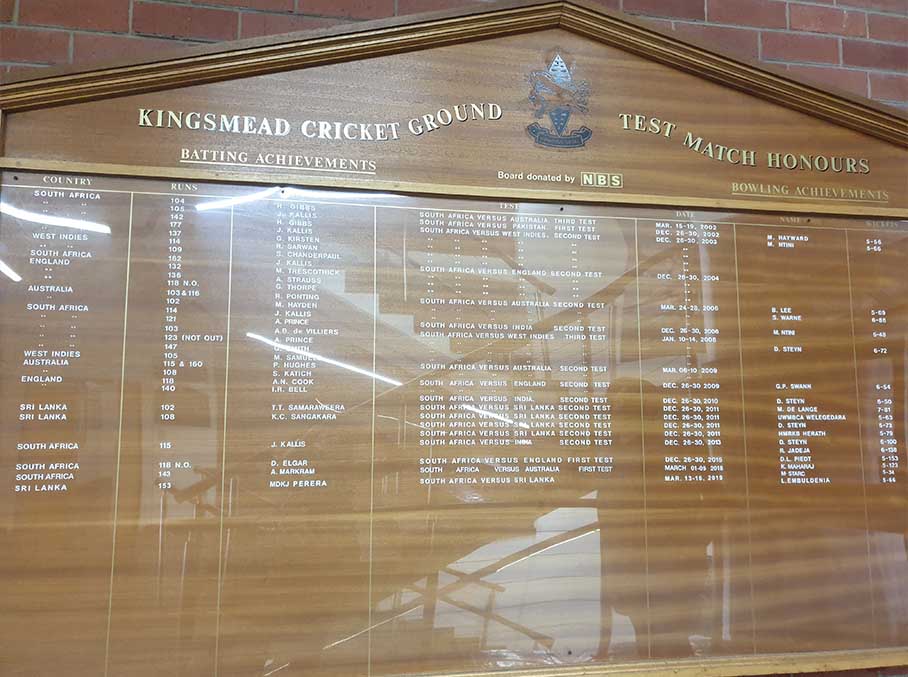 KINGSMEAD CRICKET GROUND TEST MATCH HONOURS
BATTING ACHIEVEMENTS
Board donated by NBS
BOWLING ACHIEVEMENTS
COUNTRY
SOUTH AFRICA
" "
" "
WEST INDIES
" "
SOUTH AFRICA
ENGLAND
"
"
AUSTRALIA
"
SOUTH AFRICA
" "
" "
" "
" "
WEST INDIES
AUSTRALIA
"
ENGLAND
"
SRI LANKA
SRI LANKA
SOUTH AFRICA
SOUTH AFRICA
SOUTH AFRICA
SRI LANKA
RUNS
104
105
142
177
137
114
109
162
132
136
118 N.O.
103 & 116
102
114
121
103
123 (NOT OUT)
147
105
115 & 160
108
118
140
102
108
115
118 N.O.
143
153
H. GIBBS
J. KALLIS
H. GIBBS
J. KALLIS
G. KIRSTEN
R. SARWAN
S. CHANDERPAUL
J. KALLIS
M. TRESCOTHICK
A. STRAUSS
G. THORPE
R. PONTING
M. HAYDEN
J. KALLIS
A. PRINCE
A.B. de VILLIERS
A. PRINCE
G. SMITH
M. SAMUELS
P. HUGHES
S. KATICH
A.N. COOK
I.R. BELL
T.T. SAMARAWEERA
K.C. SANGAKARA
J. KALLIS
D. ELGAR
A. MARKRAM
MDKJ PERERA
TEST
SOUTH AFRICA VERSUS AUSTRALIA THIRD TEST
SOUTH AFRICA VERSUS PAKISTAN FIRST TEST
SOUTH AFRICA VERSUS WEST INDIES. SECOND TEST
SOUTH AFRICA VERSUS ENGLAND SECOND TEST
SOUTH AFRICA VERSUS AUSTRALIA SECOND TEST
SOUTH AFRICA VERSUS INDIA SECOND TEST
SOUTH AFRICA VERSUS WEST INDIES THIRD TEST
SOUTH AFRICA VERSUS AUSTRALIA SECOND TEST
SOUTH AFRICA VERSUS ENGLAND SECOND TEST
SOUTH AFRICA VERSUS INDIA. SECOND TEST
SOUTH AFRICA VERSUS SRI LANKA SECOND TEST
SOUTH AFRICA VERSUS SRI LANKA SECOND TEST
SOUTH AFRICA VERSUS SRI LANKA SECOND TEST
SOUTH AFRICA VERSUS INDIA SECOND TEST
SOUTH AFRICA VERSUS ENGLAND FIRST TEST
SOUTH AFRICA VERSUS AUSTRALIA FIRST TEST
SOUTH AFRICA VERSUS SRI LANKA
DATE
MAR. 15-19, 2002
DEC. 26-30, 2002
DEC. 26-30, 2003
DEC. 26-30, 2004
MAR. 24-28, 2006
DEC. 26-30, 2006
JAN. 10-14, 2008
MAR. 06-10, 2009
DEC. 26-30 2009
DEC. 26-30, 2010
DEC. 26-30, 2011
DEC. 26-30, 2011
DEC. 26-30, 2011
DEC. 26-30, 2013
DEC. 26-30, 2015
MARCH 01-05 2018
MAR. 13-16, 2019
NAME
M. HAYWARD
M. NTINI
B. LEE
S. WARNE
M. NTINI
D. STEYN
G.P. SWANN
D. STEYN
M. DE LANGE
UWMBCA WELEGEDARA
D. STEYN
HMRKB HERATH
D. STEYN
R. JADEJA
D.L. PIEDT
K. MAHARAJ
M STARC
L. EMBULDENIA
WICKETS
5-56
5-66
5-69
6-86
5-48
6-72
5-54
6-50
7-81
5-63
5-73
5-79
6-100
6-138
5-153
5-123
5-34
5-66